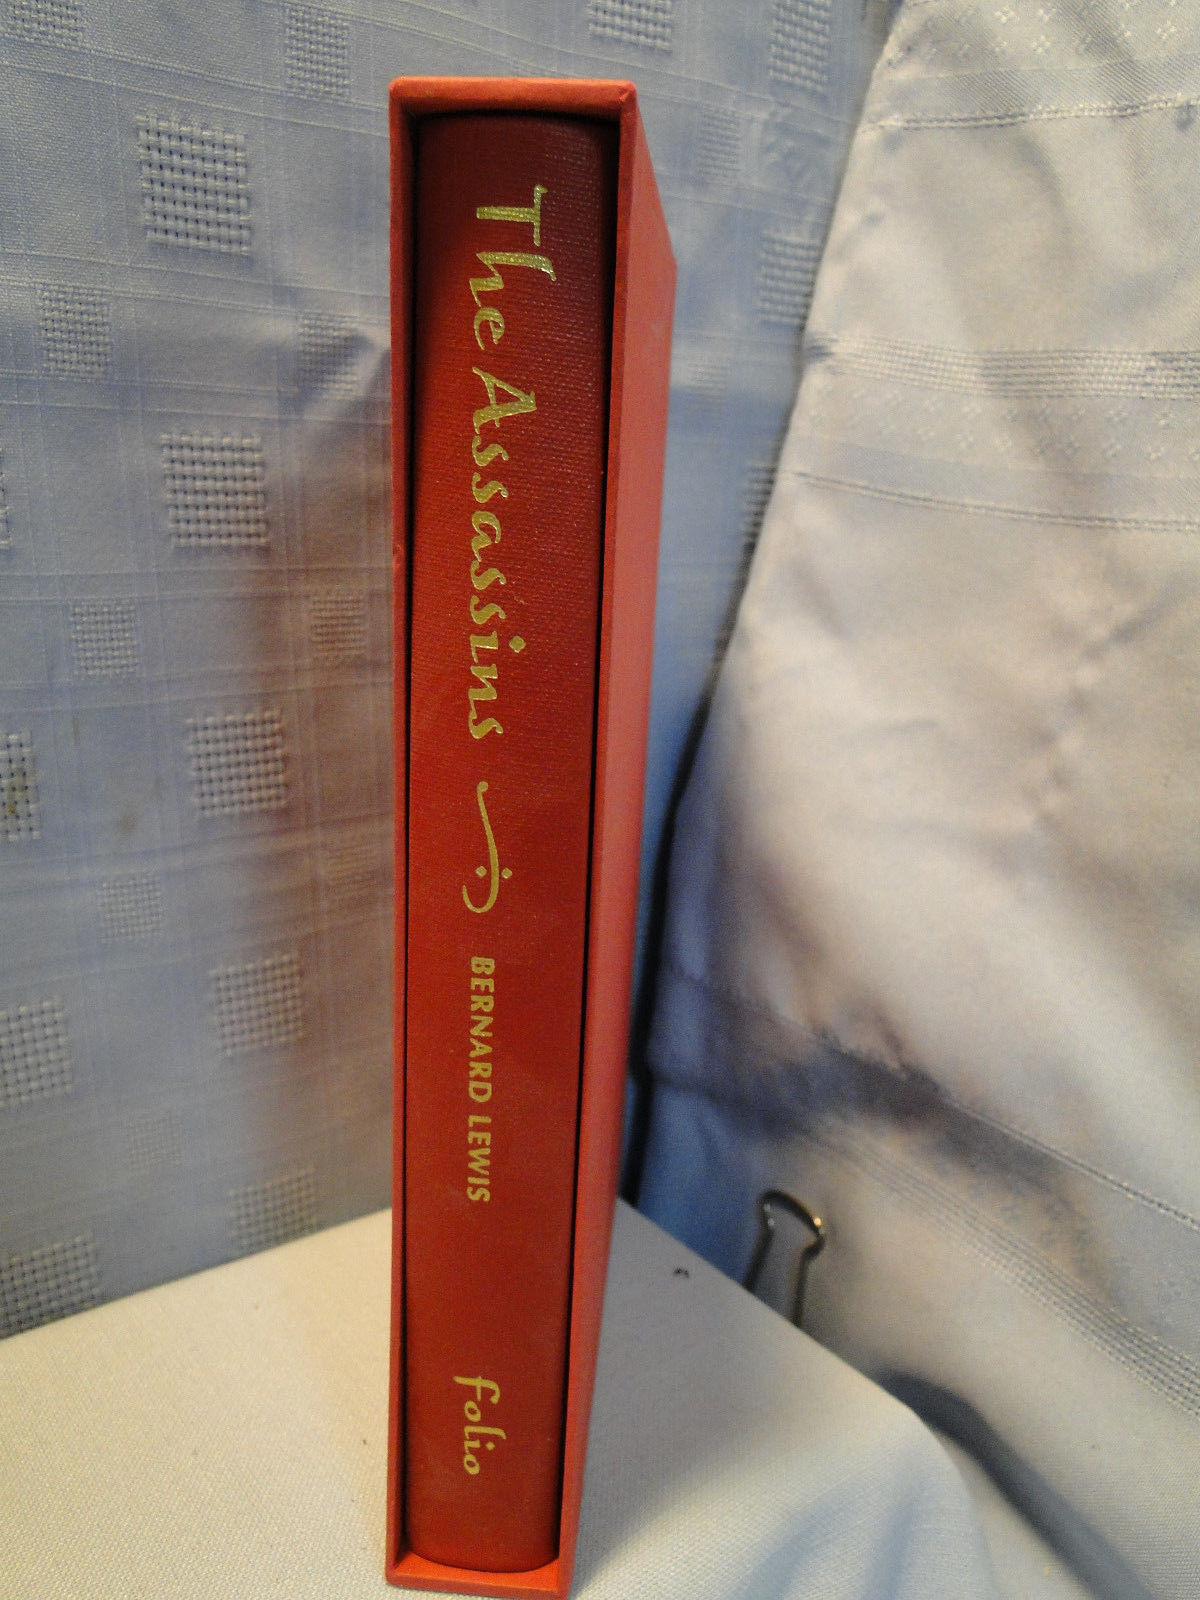 The Assassins
BERNARD LEWIS
Folio